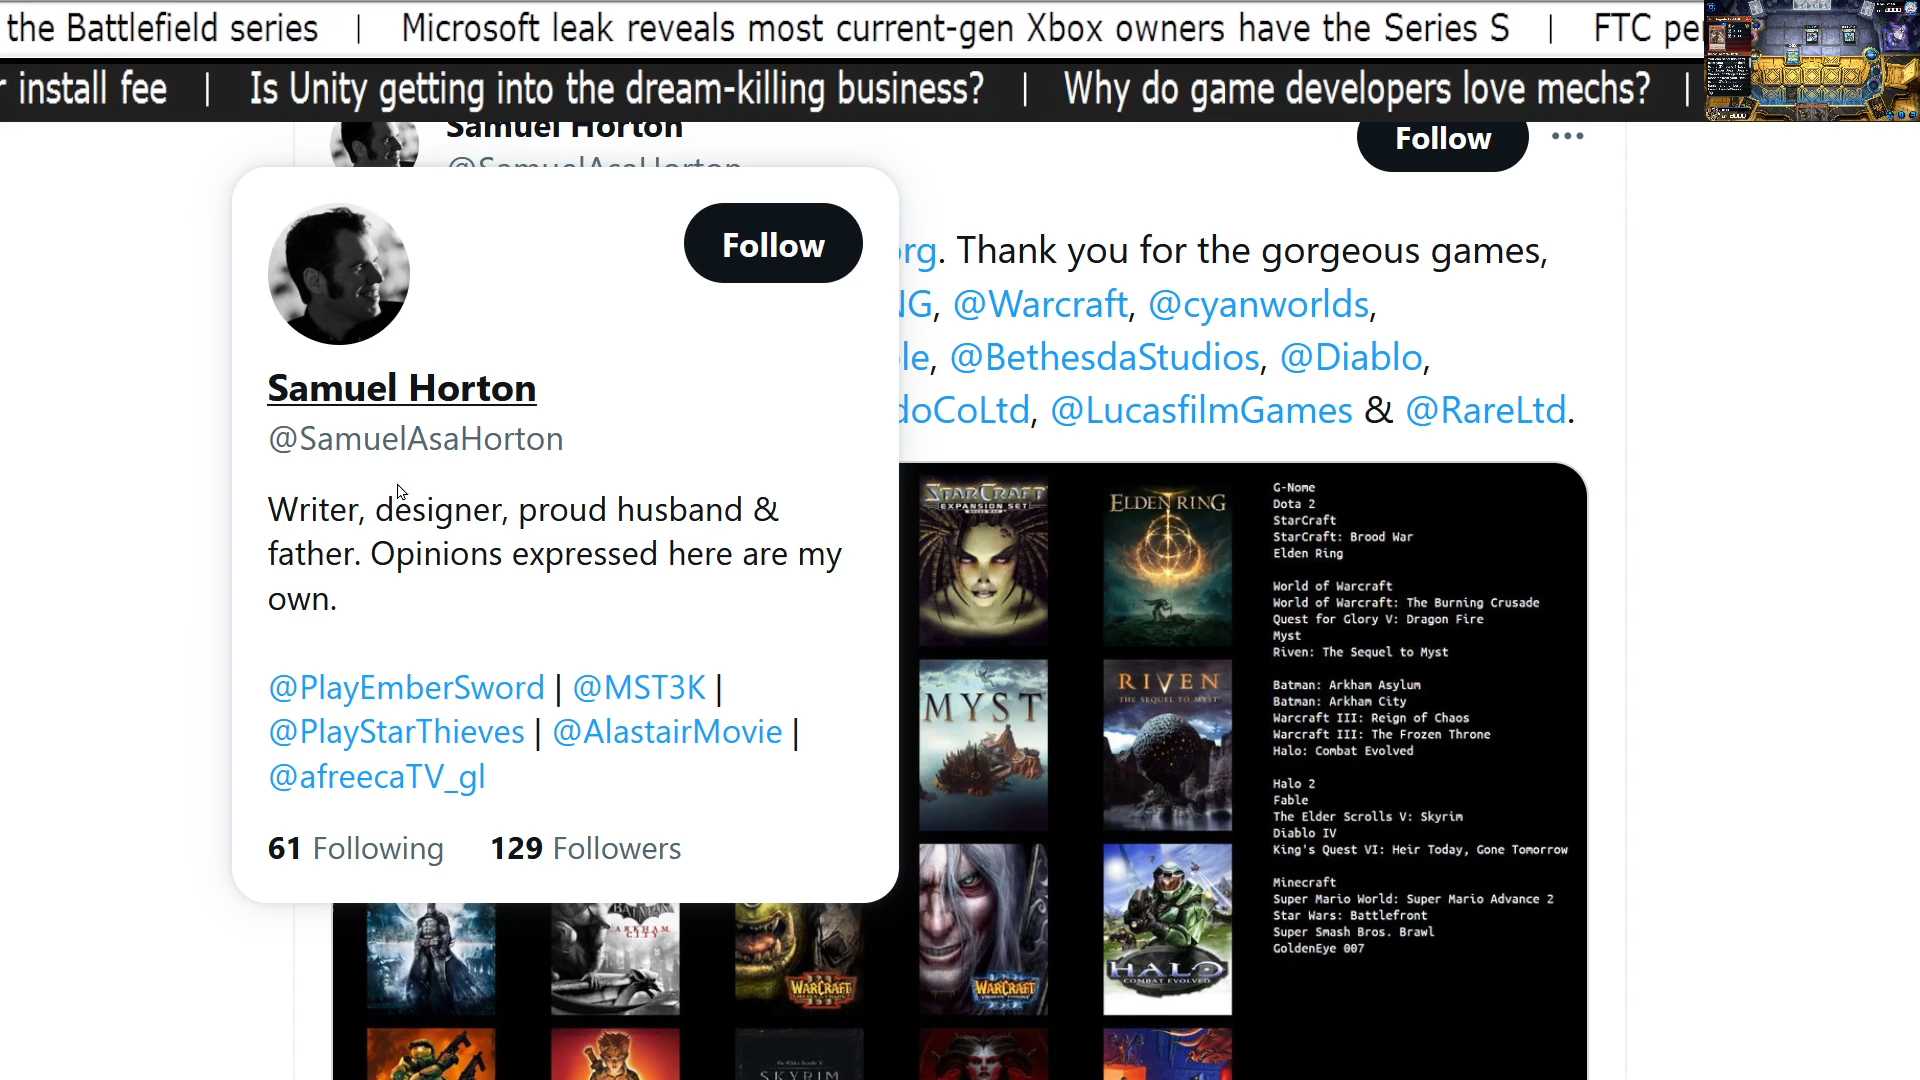 the Battlefield series | Microsoft leak reveals most current-gen Xbox owners have the Series S | FTC pe
r install fee | Is Unity getting into the dream-killing business? | Why do game developers love mechs? |
Samuel Horton
@SamuelAsaHorton
Follow
Follow
Samuel Horton
@SamuelAsaHorton
Writer, designer, proud husband &
father. Opinions expressed here are my
own.
@PlayEmberSword | @MST3K |
@PlayStarThieves | @AlastairMovie |
@afreecaTV_gl
61 Following 129 Followers
org. Thank you for the gorgeous games,
NG, @Warcraft, @cyanworlds,
le, @BethesdaStudios, @Diablo,
doCoLtd, @LucasfilmGames & @RareLtd.
STARCRAFT
EXPANSION SET
ELDEN RING
MYST
RIVEN
THE SEQUEL TO MYST
BATMAN
ARKHAM
CITY
WARCRAFT
WARCRAFT
HALO
COMBAT EVOLVED
SKYRIM
G-Nome
Dota 2
StarCraft
StarCraft: Brood War
Elden Ring
World of Warcraft
World of Warcraft: The Burning Crusade
Quest for Glory V: Dragon Fire
Myst
Riven: The Sequel to Myst
Batman: Arkham Asylum
Batman: Arkham City
Warcraft III: Reign of Chaos
Warcraft III: The Frozen Throne
Halo: Combat Evolved
Halo 2
Fable
The Elder Scrolls V: Skyrim
Diablo IV
King's Quest VI: Heir Today, Gone Tomorrow
Minecraft
Super Mario World: Super Mario Advance 2
Star Wars: Battlefront
Super Smash Bros. Brawl
GoldenEye 007